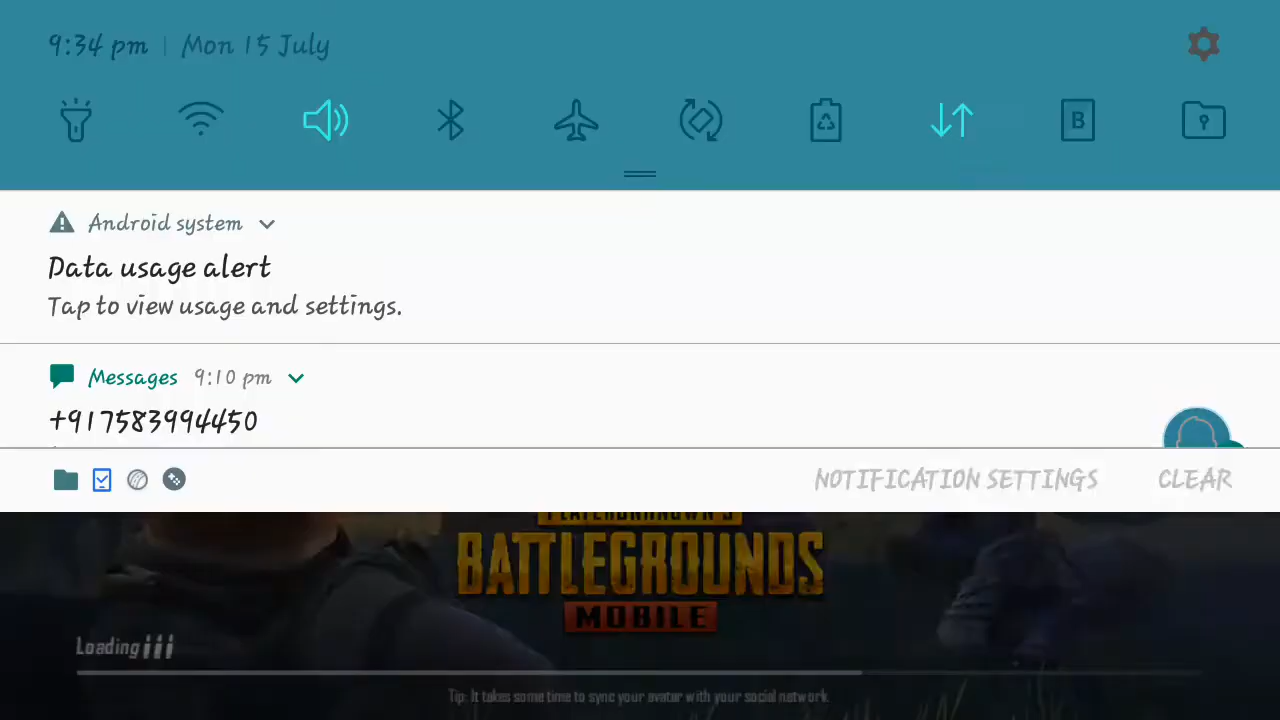 9:34 pm | Mon 15 July
B
Android system
Data usage alert
Tap to view usage and settings.
Messages 9:10 pm
+917583994450
NOTIFICATION SETTINGS CLEAR
PLAYERUNKNOWN'S
BATTLEGROUNDS
MOBILE
Loading
Tip: It takes some time to sync your avatar with your social network.